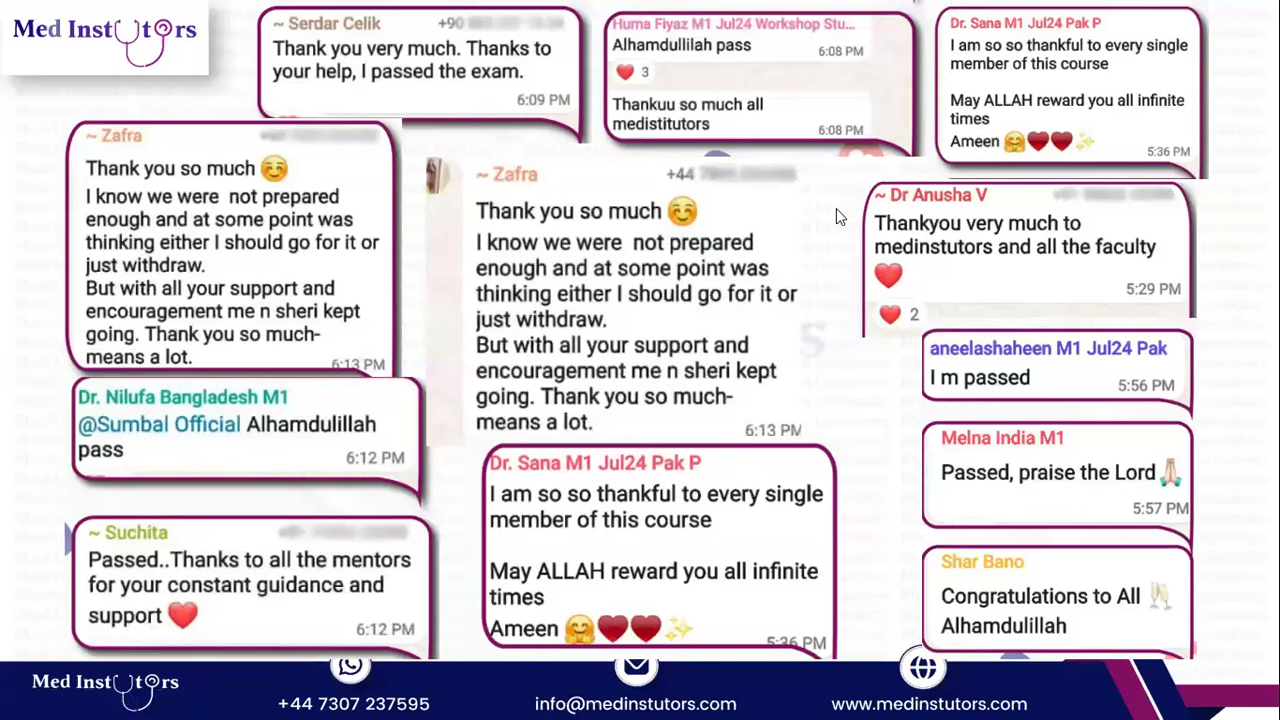 Med Instutors
~ Serdar Celik +90
Thank you very much. Thanks to
your help, I passed the exam.
6:09 PM
Huma Fiyaz M1 Jul24 Workshop Stu...
Alhamdullilah pass
6:08 PM
❤️ 3
Thankuu so much all
medistitutors
6:08 PM
Dr. Sana M1 Jul24 Pak P
I am so so thankful to every single
member of this course
May ALLAH reward you all infinite
times
Ameen 🤗❤️❤️✨
5:36 PM
~ Zafra
Thank you so much ☺️
I know we were not prepared
enough and at some point was
thinking either I should go for it or
just withdraw.
But with all your support and
encouragement me n sheri kept
going. Thank you so much-
means a lot.
6:13 PM
~ Zafra +44
Thank you so much ☺️
I know we were not prepared
enough and at some point was
thinking either I should go for it or
just withdraw.
But with all your support and
encouragement me n sheri kept
going. Thank you so much-
means a lot.
6:13 PM
~ Dr Anusha V
Thankyou very much to
medinstutors and all the faculty
❤️
5:29 PM
❤️ 2
aneelashaheen M1 Jul24 Pak
I m passed
5:56 PM
Dr. Nilufa Bangladesh M1
@Sumbal Official Alhamdulillah
pass
6:12 PM
Dr. Sana M1 Jul24 Pak P
I am so so thankful to every single
member of this course
May ALLAH reward you all infinite
times
Ameen 🤗❤️❤️✨
5:36 PM
Melna India M1
Passed, praise the Lord🙏🏻
5:57 PM
~ Suchita
Passed..Thanks to all the mentors
for your constant guidance and
support ❤️
6:12 PM
Shar Bano
Congratulations to All 🥂
Alhamdulillah
Med Instutors
+44 7307 237595
info@medinstutors.com
www.medinstutors.com